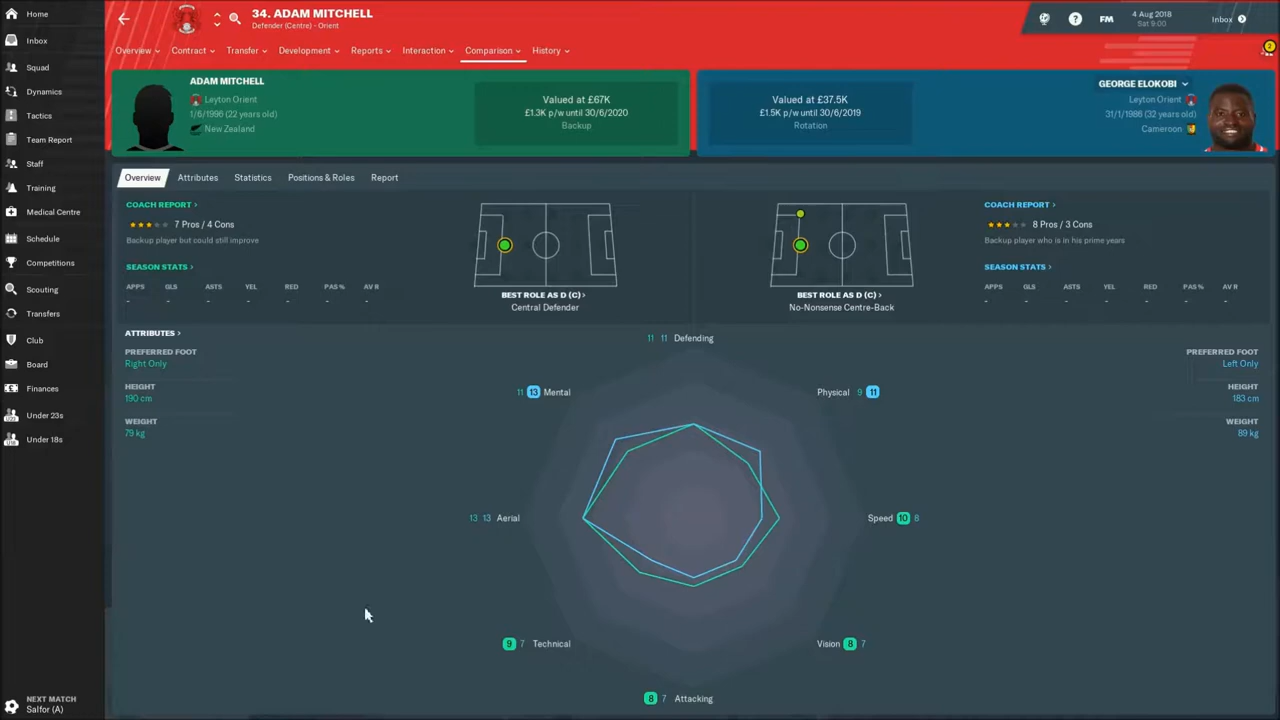 Home
Inbox
Squad
Dynamics
Tactics
Team Report
Staff
Training
Medical Centre
Schedule
Competitions
Scouting
Transfers
Club
Board
Finances
Under 23s
Under 18s
NEXT MATCH
Salfor (A)
34. ADAM MITCHELL
Defender (Centre) - Orient
? FM
4 Aug 2018
Sat 9:00
Inbox
Overview Contract Transfer Development Reports Interaction Comparison History
2
ADAM MITCHELL
Leyton Orient
1/6/1996 (22 years old)
New Zealand
Valued at £67K
£1.3K p/w until 30/6/2020
Backup
Valued at £37.5K
£1.5K p/w until 30/6/2019
Rotation
GEORGE ELOKOBI
Leyton Orient
31/1/1986 (32 years old)
Cameroon
Overview Attributes Statistics Positions & Roles Report
COACH REPORT >
7 Pros / 4 Cons
Backup player but could still improve
SEASON STATS >
APPS GLS ASTS YEL RED PAS % AV R
- - - - - - -
BEST ROLE AS D (C) >
Central Defender
BEST ROLE AS D (C) >
No-Nonsense Centre-Back
COACH REPORT >
8 Pros / 3 Cons
Backup player who is in his prime years
SEASON STATS >
APPS GLS ASTS YEL RED PAS % AV R
- - - - - - -
ATTRIBUTES >
PREFERRED FOOT
Right Only
HEIGHT
190 cm
WEIGHT
79 kg
11 11 Defending
11 13 Mental
Physical 9 11
13 13 Aerial
Speed 10 8
9 7 Technical
Vision 8 7
8 7 Attacking
PREFERRED FOOT
Left Only
HEIGHT
183 cm
WEIGHT
89 kg